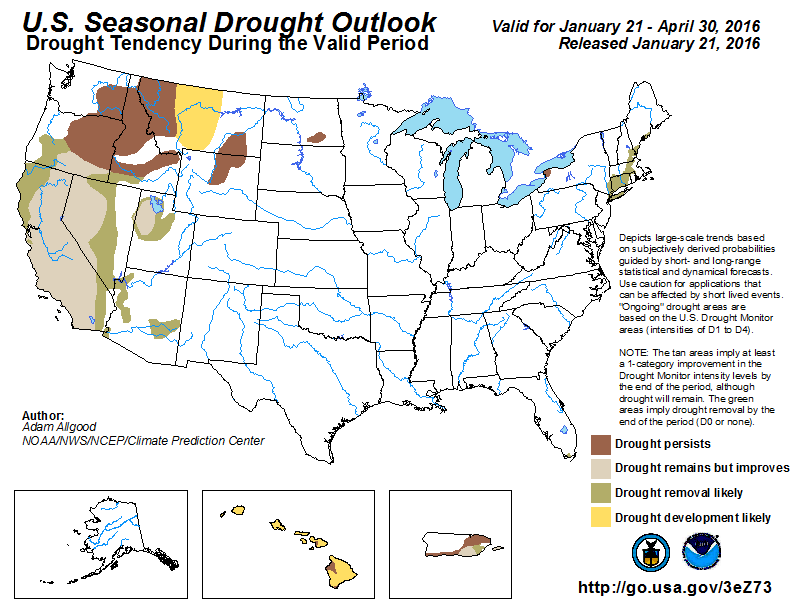 U.S. Seasonal Drought Outlook
Drought Tendency During the Valid Period
Valid for January 21 - April 30, 2016
Released January 21, 2016
Depicts large-scale trends based
on subjectively derived probabilities
guided by short- and long-range
statistical and dynamical forecasts.
Use caution for applications that
can be affected by short lived events.
"Ongoing" drought areas are
based on the U.S. Drought Monitor
areas (intensities of D1 to D4).
NOTE: The tan areas imply at least
a 1-category improvement in the
Drought Monitor intensity levels by
the end of the period, although
drought will remain. The green
areas imply drought removal by the
end of the period (D0 or none).
Author:
Adam Allgood
NOAA/NWS/NCEP/Climate Prediction Center
Drought persists
Drought remains but improves
Drought removal likely
Drought development likely
http://go.usa.gov/3eZ73